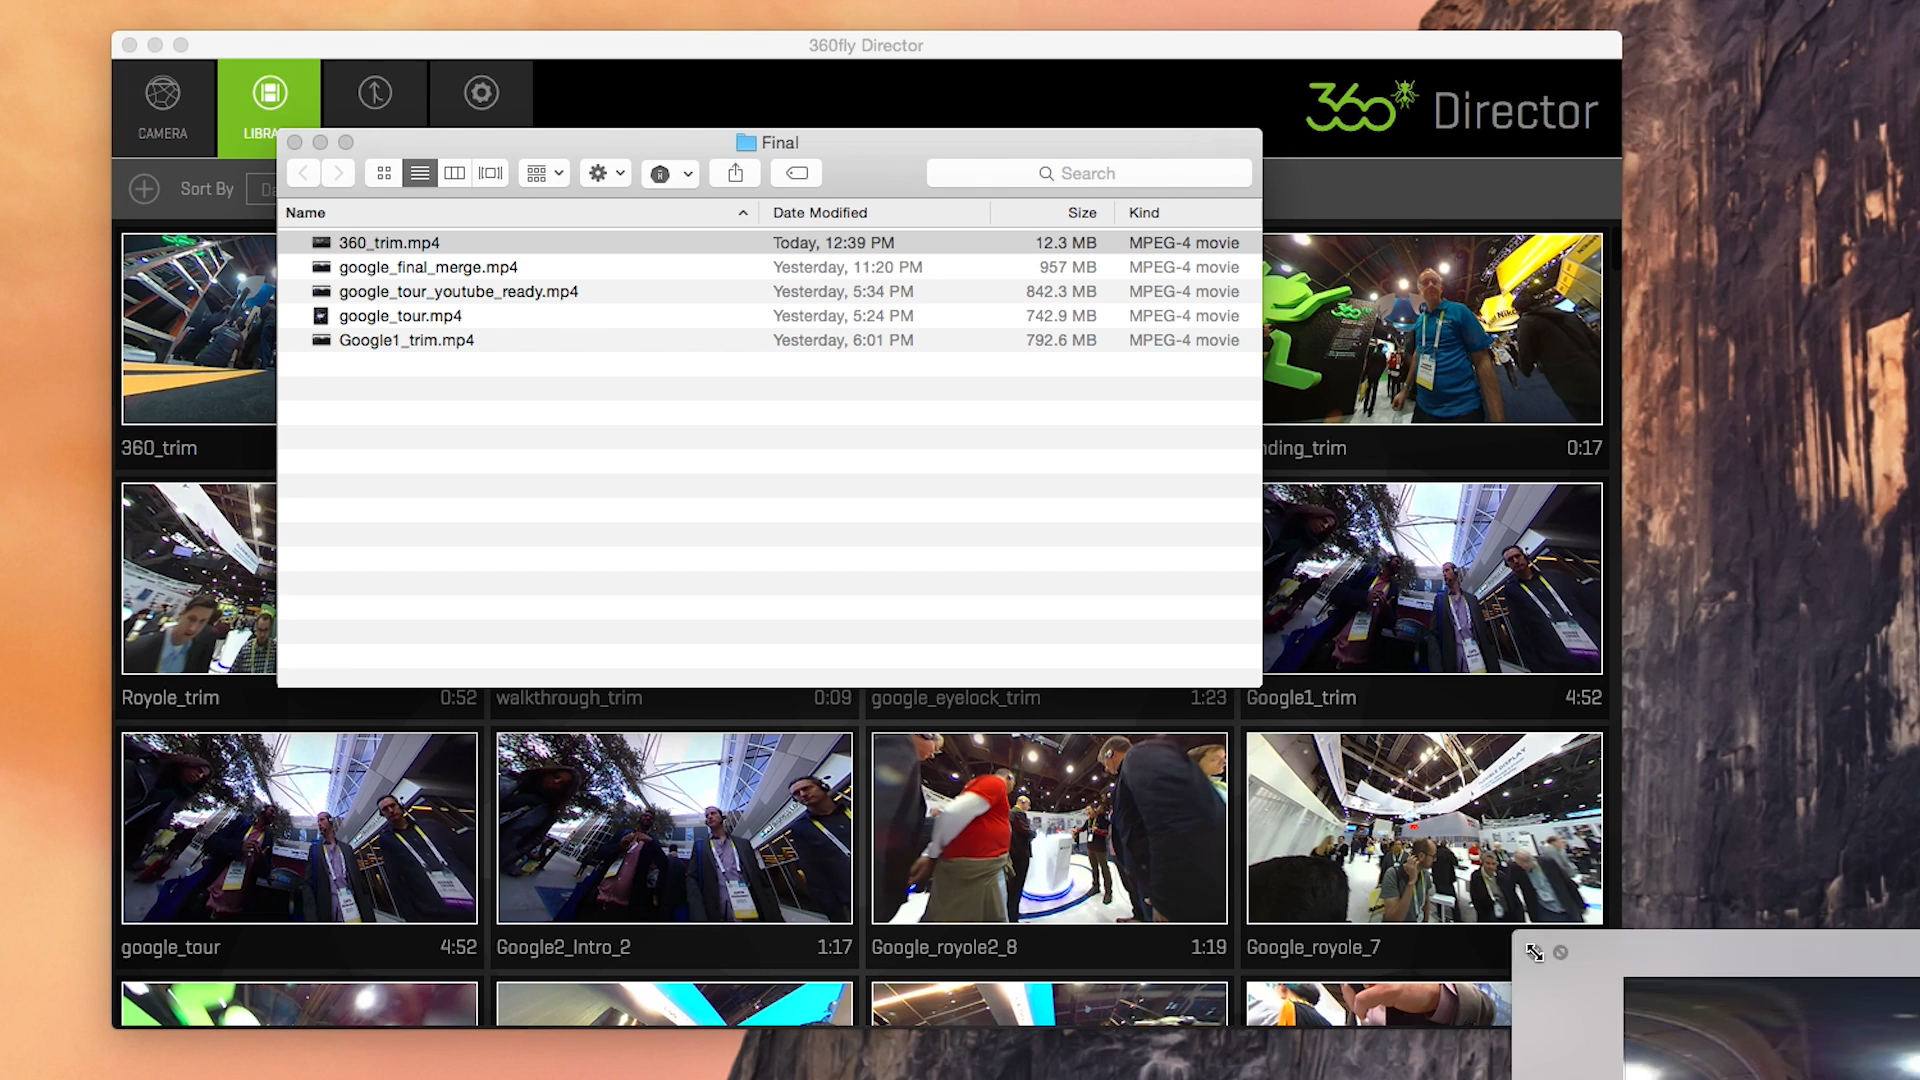 360fly Director
CAMERA
LIBRA
360 Director
Final
Sort By
Da
Search
Name Date Modified Size Kind
360_trim.mp4 Today, 12:39 PM 12.3 MB MPEG-4 movie
google_final_merge.mp4 Yesterday, 11:20 PM 957 MB MPEG-4 movie
google_tour_youtube_ready.mp4 Yesterday, 5:34 PM 842.3 MB MPEG-4 movie
google_tour.mp4 Yesterday, 5:24 PM 742.9 MB MPEG-4 movie
Google1_trim.mp4 Yesterday, 6:01 PM 792.6 MB MPEG-4 movie
360_trim
nding_trim 0:17
Royole_trim 0:52
walkthrough_trim 0:09
google_eyelock_trim 1:23
Google1_trim 4:52
google_tour 4:52
Google2_Intro_2 1:17
Google_royole2_8 1:19
Google_royole_7